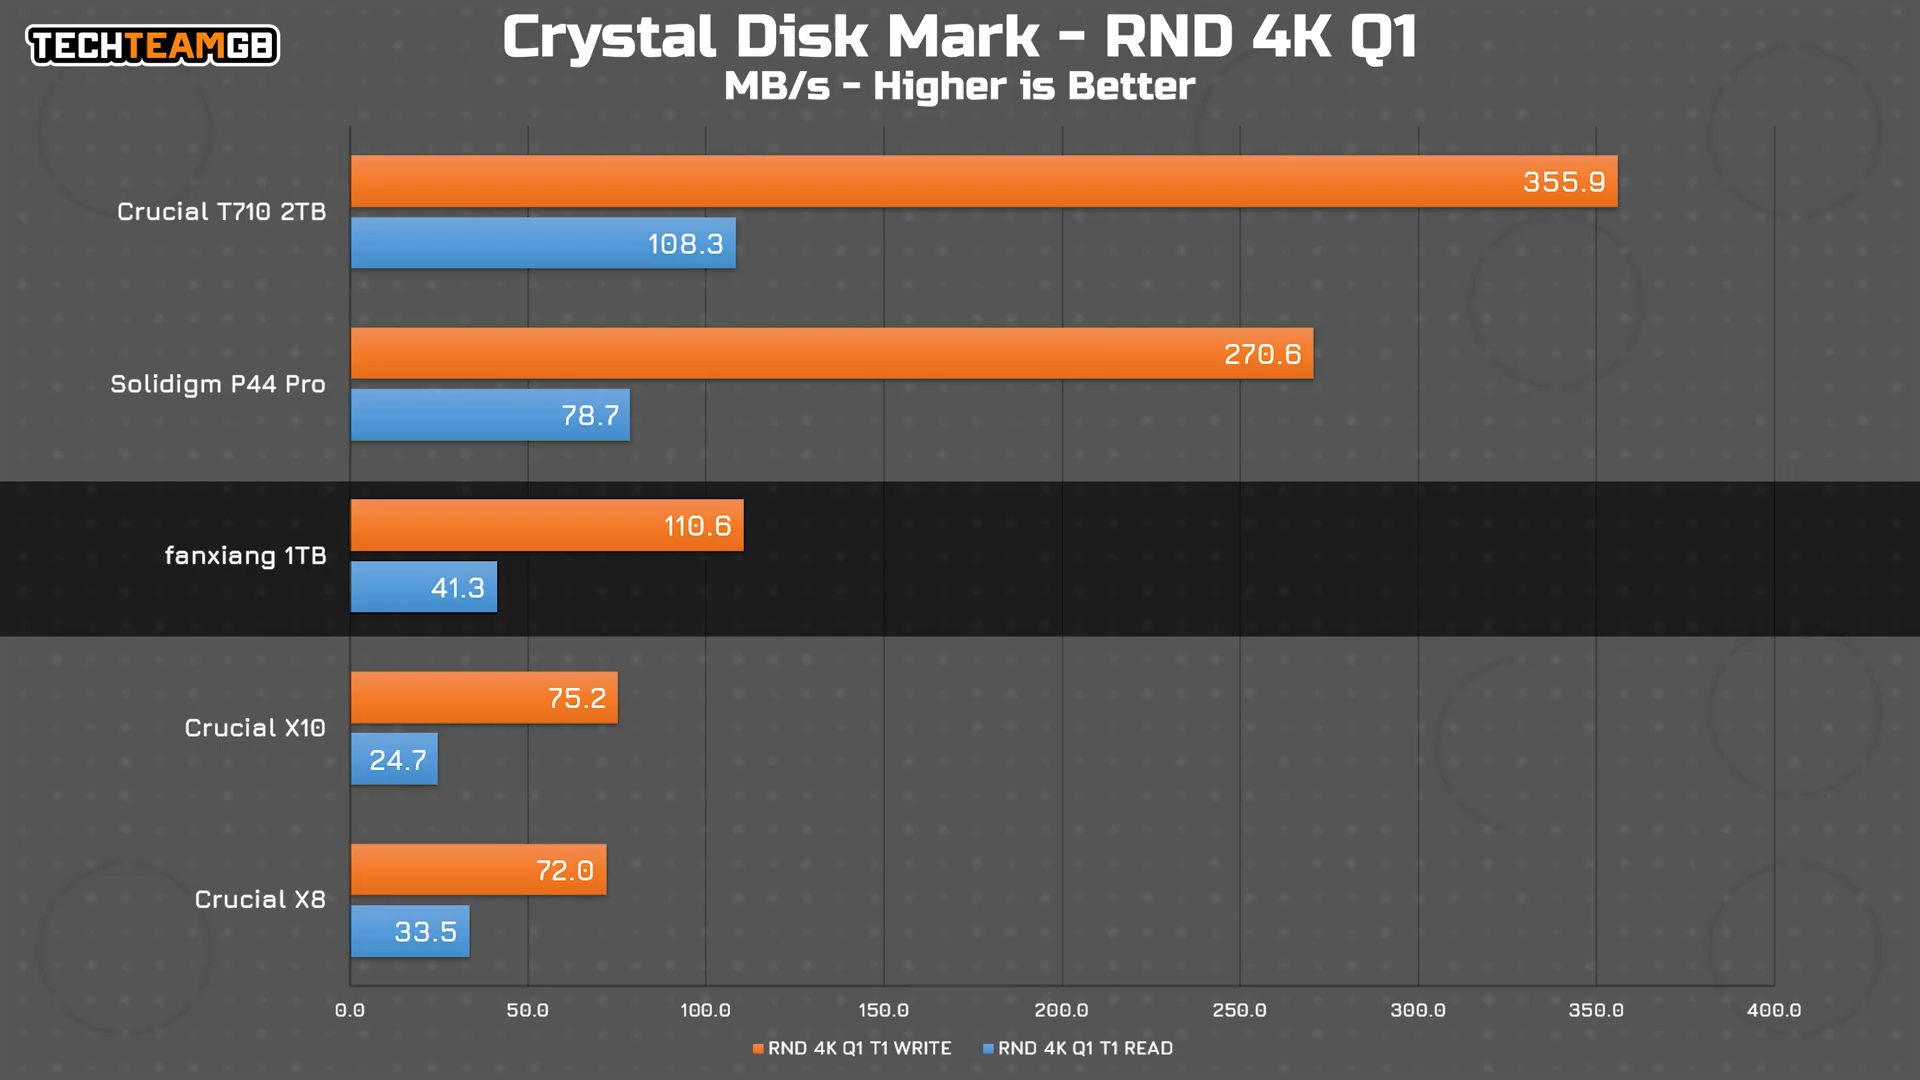 TECHTEAMGB
Crystal Disk Mark - RND 4K Q1
MB/s - Higher is Better
Crucial T710 2TB
355.9
108.3
Solidigm P44 Pro
270.6
78.7
fanxiang 1TB
110.6
41.3
Crucial X10
75.2
24.7
Crucial X8
72.0
33.5
0.0 50.0 100.0 150.0 200.0 250.0 300.0 350.0 400.0
RND 4K Q1 T1 WRITE RND 4K Q1 T1 READ